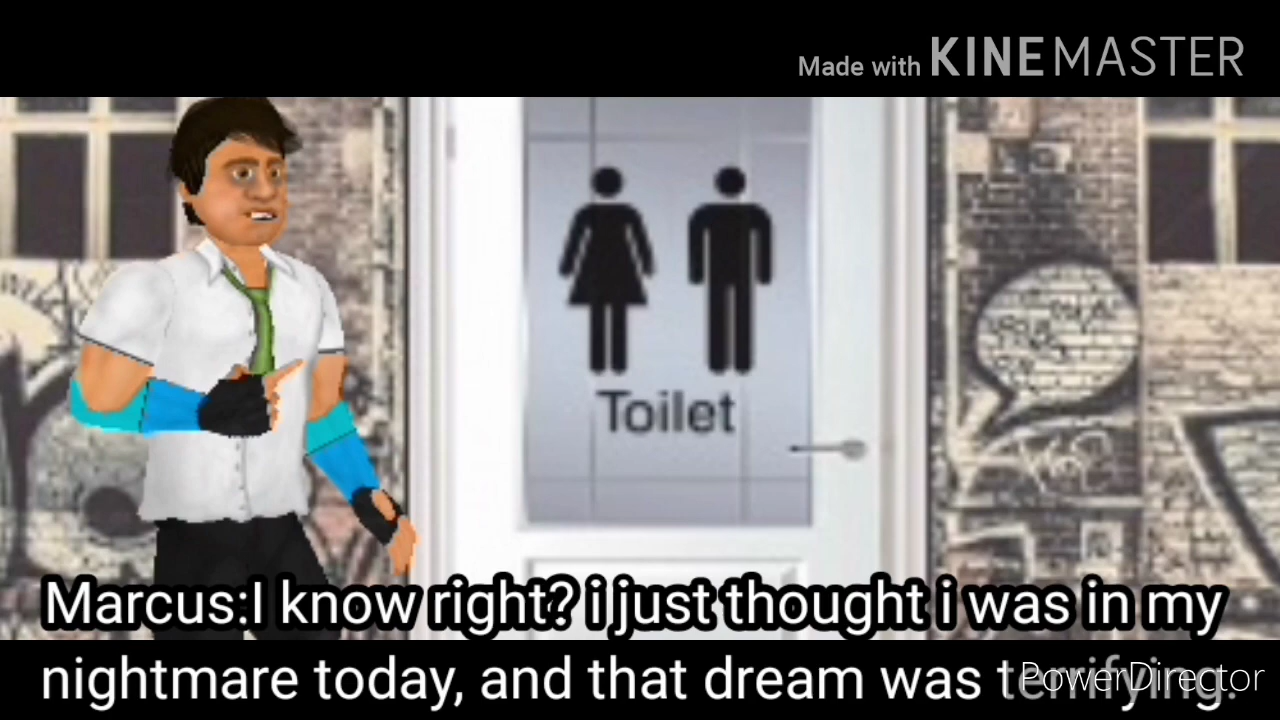 Made with KINEMASTER
Toilet
Marcus:I know right? i just thought i was in my
nightmare today, and that dream was terrifying.
PowerDirector